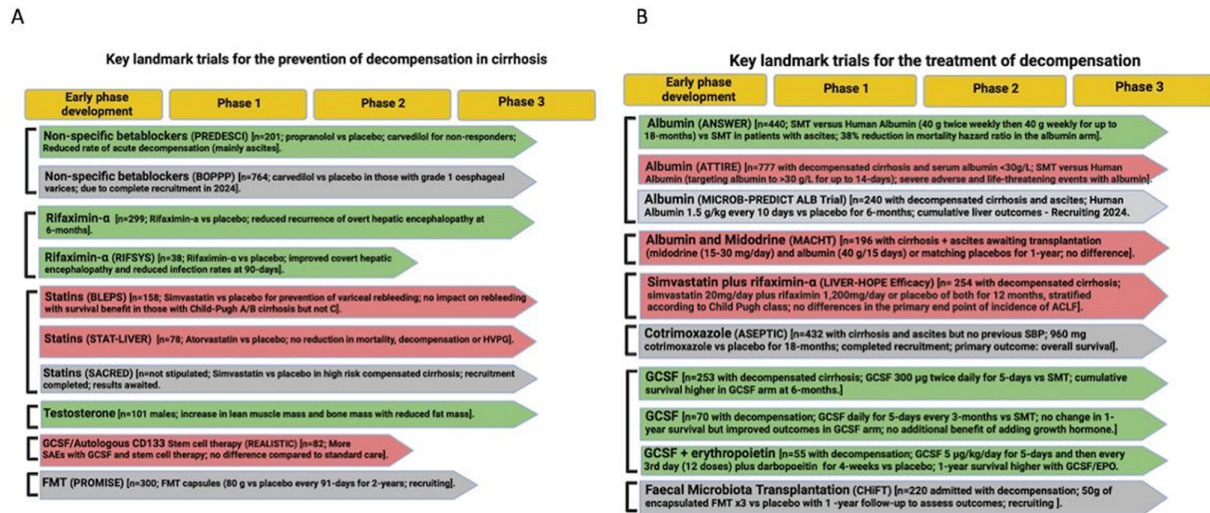 A
Key landmark trials for the prevention of decompensation in cirrhosis
Early phase
development
Phase 1
Phase 2
Phase 3
Non-specific betablockers (PREDESCI) [n=201; propranolol vs placebo; carvedilol for non-responders;
Reduced rate of acute decompensation (mainly ascites].
Non-specific betablockers (BOPPP) [n=764; carvedilol vs placebo in those with grade 1 oesphageal
varices; due to complete recruitment in 2024].
Rifaximin-α [n=299; Rifaximin-a vs placebo; reduced recurrence of overt hepatic encephalopathy at
6-months].
Rifaximin-α (RIFSYS) [n=38; Rifaximin-α vs placebo; improved covert hepatic
encephalopathy and reduced infection rates at 90-days].
Statins (BLEPS) [n=158; Simvastatin vs placebo for prevention of variceal rebleeding; no impact on rebleeding
with survival benefit in those with Child-Pugh A/B cirrhosis but not C].
Statins (STAT-LIVER) [n=78; Atorvastatin vs placebo; no reduction in mortality, decompensation or HVPG].
Statins (SACRED) [n=not stipulated; Simvastatin vs placebo in high risk compensated cirrhosis; recruitment
completed; results awaited.
Testosterone [n=101 males; increase in lean muscle mass and bone mass with reduced fat mass].
GCSF/Autologous CD133 Stem cell therapy (REALISTIC) [n=82; More
SAEs with GCSF and stem cell therapy; no difference compared to standard care].
FMT (PROMISE) [n=300; FMT capsules (80 g vs placebo every 91-days for 2-years; recruiting].
B
Key landmark trials for the treatment of decompensation
Early phase
development
Phase 1
Phase 2
Phase 3
Albumin (ANSWER) [n=440; SMT versus Human Albumin (40 g twice weekly then 40 g weekly for up to
18-months) vs SMT in patients with ascites; 38% reduction in mortality hazard ratio in the albumin arm].
Albumin (ATTIRE) [n=777 with decompensated cirrhosis and serum albumin <30g/L; SMT versus Human
Albumin (targeting albumin to >30 g/L for up to 14-days); severe adverse and life-threatening events with albumin].
Albumin (MICROB-PREDICT ALB Trial) [n=240 with decompensated cirrhosis and ascites; Human
Albumin 1.5 g/kg every 10 days vs placebo for 6-months; cumulative liver outcomes - Recruiting 2024.
Albumin and Midodrine (MACHT) [n=196 with cirrhosis + ascites awaiting transplantation
(midodrine (15-30 mg/day) and albumin (40 g/15 days) or matching placebos for 1-year; no difference].
Simvastatin plus rifaximin-α (LIVER-HOPE Efficacy) [n= 254 with decompensated cirrhosis;
simvastatin 20mg/day plus rifaximin 1,200mg/day or placebo of both for 12 months, stratified
according to Child Pugh class; no differences in the primary end point of incidence of ACLF].
Cotrimoxazole (ASEPTIC) [n=432 with cirrhosis and ascites but no previous SBP; 960 mg
cotrimoxazole vs placebo for 18-months; completed recruitment; primary outcome: overall survival].
GCSF [n=253 with decompensated cirrhosis; GCSF 300 µg twice daily for 5-days vs SMT; cumulative
survival higher in GCSF arm at 6-months.]
GCSF [n=70 with decompensation; GCSF daily for 5-days every 3-months vs SMT; no change in 1-
year survival but improved outcomes in GCSF arm; no additional benefit of adding growth hormone.]
GCSF + erythropoietin [n=55 with decompensation; GCSF 5 µg/kg/day for 5-days and then every
3rd day (12 doses) plus darbopoeitin for 4-weeks vs placebo; 1-year survival higher with GCSF/EPO.
Faecal Microbiota Transplantation (CHiFT) [n=220 admitted with decompensation; 50g of
encapsulated FMT x3 vs placebo with 1 -year follow-up to assess outcomes; recruiting ].